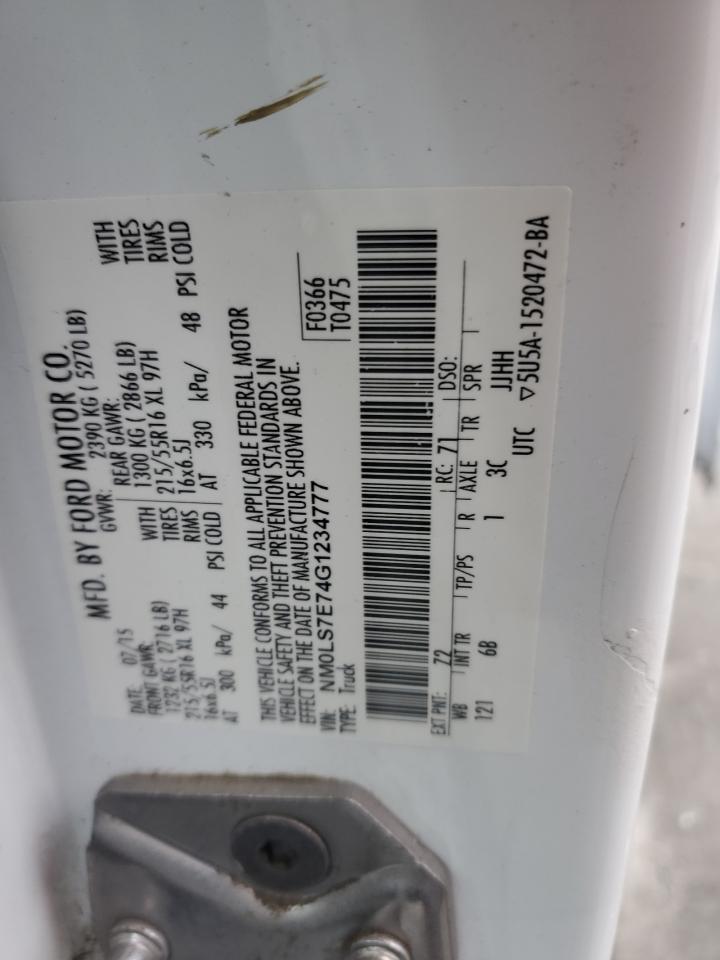 MFD. BY FORD MOTOR CO.
DATE: 07/15 GVWR: 2390 KG ( 5270 LB)
FRONT GAWR: WITH REAR GAWR: WITH
1232 KG ( 2716 LB) TIRES 1300 KG ( 2866 LB) TIRES
215/55R16 XL 97H RIMS 215/55R16 XL 97H RIMS
16x6.5J 16x6.5J
AT 300 kPa/ 44 PSI COLD AT 330 kPa/ 48 PSI COLD
THIS VEHICLE CONFORMS TO ALL APPLICABLE FEDERAL MOTOR
VEHICLE SAFETY AND THEFT PREVENTION STANDARDS IN
EFFECT ON THE DATE OF MANUFACTURE SHOWN ABOVE.
VIN: NM0LS7E74G1234777 F0366
TYPE: Truck T0475
EXT PNT: Z2 RC: 71 DSO:
WB INT TR TP/PS R AXLE TR SPR
121 6B 1 3C JJHH
UTC ▽5U5A-1520472-BA